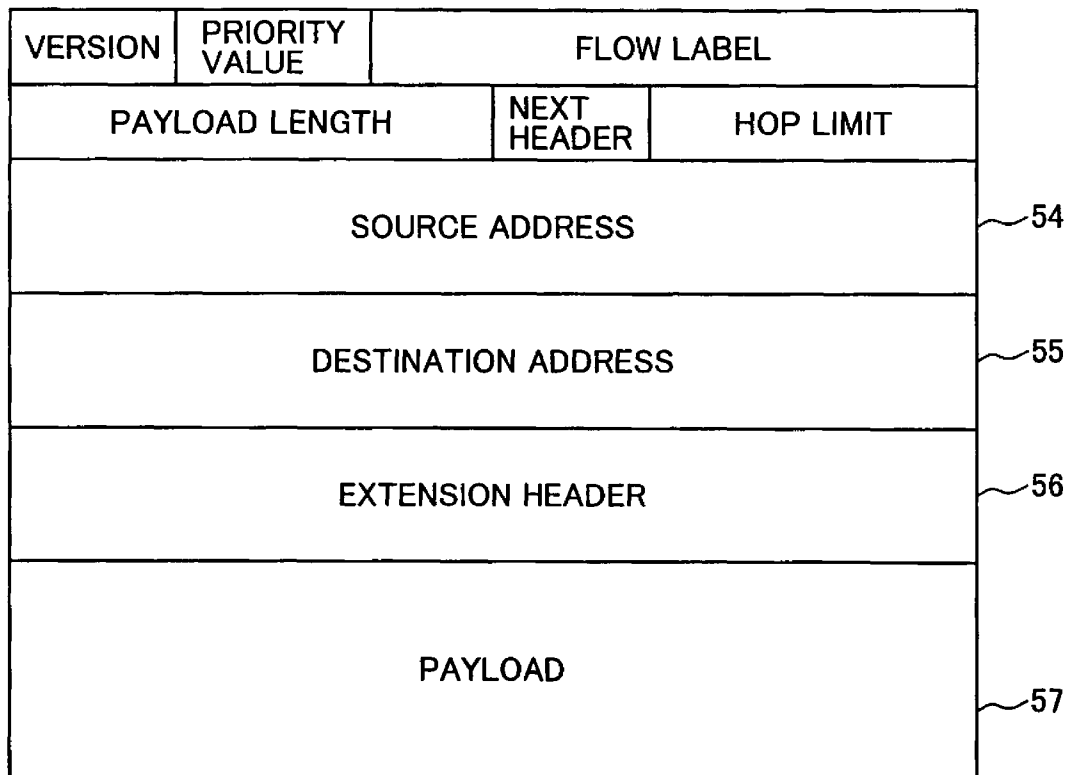 VERSION PRIORITY VALUE FLOW LABEL
PAYLOAD LENGTH NEXT HEADER HOP LIMIT
SOURCE ADDRESS 54
DESTINATION ADDRESS 55
EXTENSION HEADER 56
PAYLOAD
57